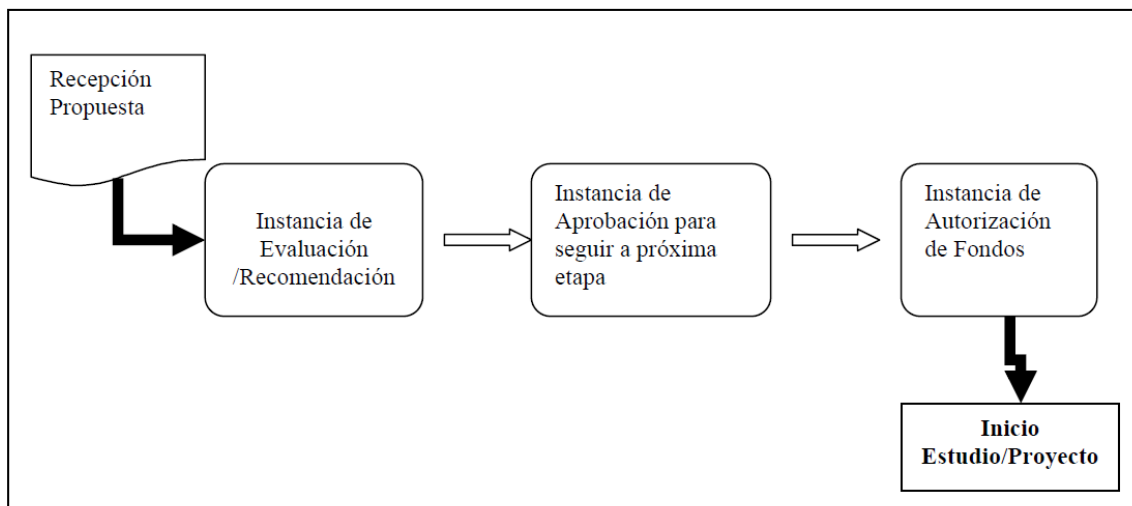 Recepción
Propuesta
Instancia de
Evaluación
/Recomendación
Instancia de
Aprobación para
seguir a próxima
etapa
Instancia de
Autorización
de Fondos
Inicio
Estudio/Proyecto